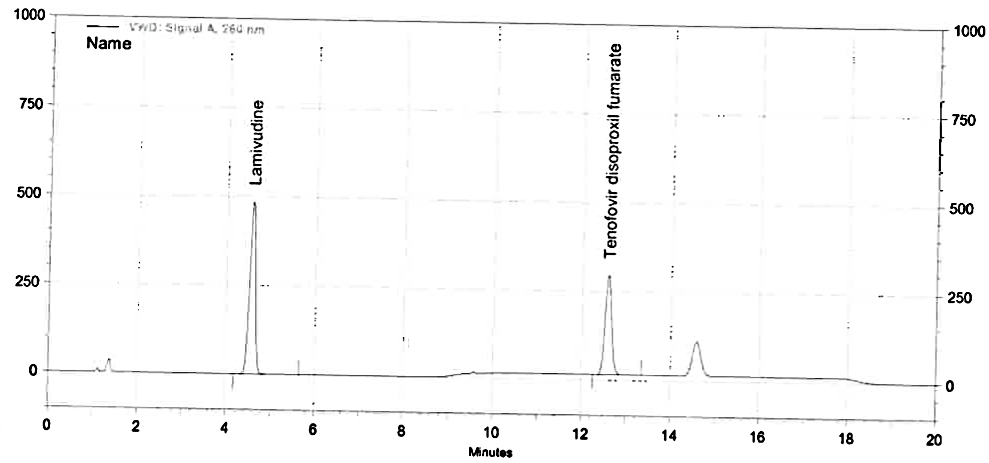 VWD: Signal A, 260 nm
Name
1000
750
500
250
0
1000
750
500
250
0
Lamivudine
Tenofovir disoproxil fumarate
0 2 4 6 8 10 12 14 16 18 20
Minutes